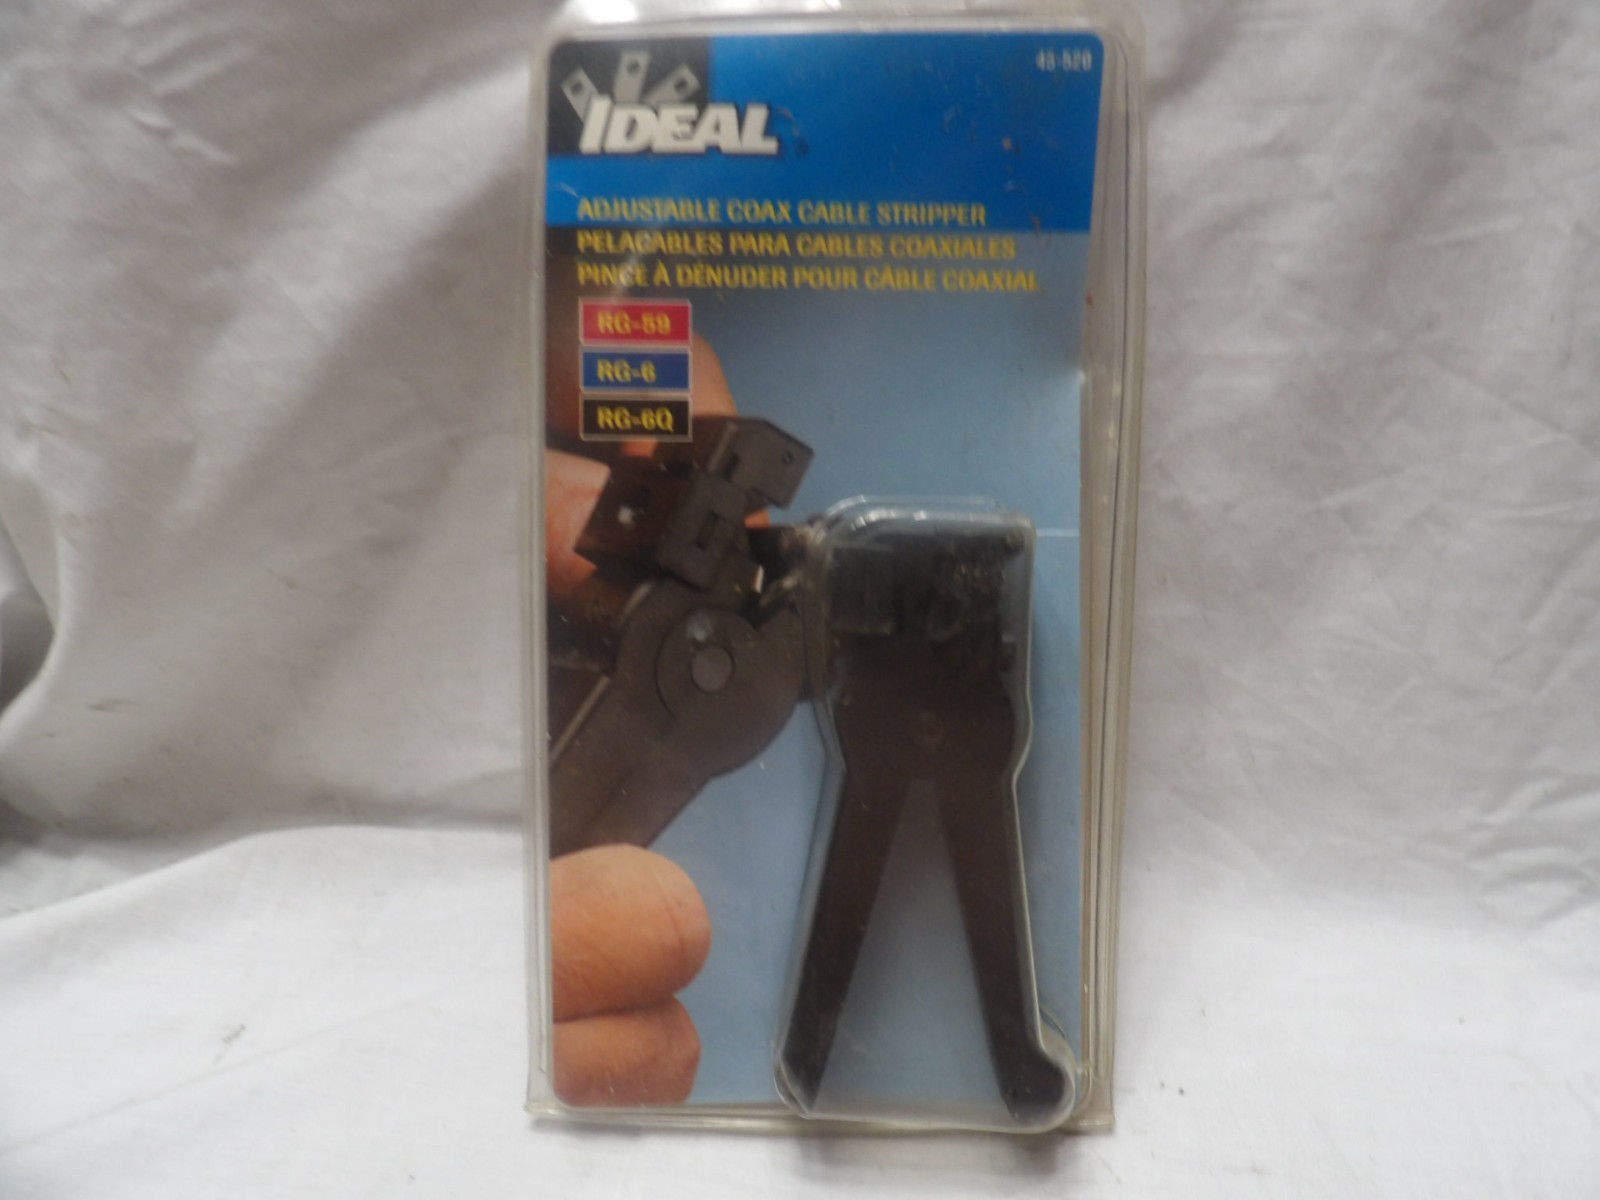 45-520
IDEAL
ADJUSTABLE COAX CABLE STRIPPER
PELACABLES PARA CABLES COAXIALES
PINCE À DÉNUDER POUR CÂBLE COAXIAL
RG-59
RG-6
RG-6Q